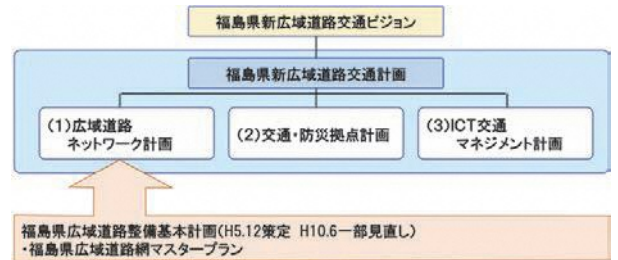 福島県新広域道路交通ビジョン
福島県新広域道路交通計画
(1)広域道路
ネットワーク計画
(2)交通・防災拠点計画
(3)ICT交通
マネジメント計画
福島県広域道路整備基本計画(H5.12策定 H10.6一部見直し)
・福島県広域道路網マスタープラン